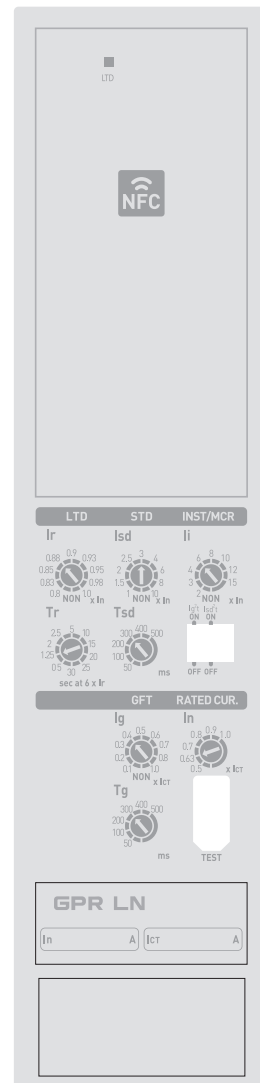 LTD
NFC
LTD STD INST/MCR
Ir Isd Ii
0.8 0.83 0.85 0.88 0.9 0.93 0.95 0.98 1.0 NON x In
1 1.5 2 2.5 3 4 6 8 10 NON x In
2 3 4 6 8 10 12 15 NON x In
Tr Tsd
I²t ON Isd²t ON
0.5 1.25 2 2.5 5 10 15 20 25 30
sec at 6 x Ir
50 100 200 300 400 500 ms
OFF OFF
GFT RATED CUR.
Ig In
0.1 0.2 0.3 0.4 0.5 0.6 0.7 0.8 1.0 NON x ICT
0.5 0.63 0.7 0.8 0.9 1.0 x ICT
Tg
50 100 200 300 400 500 ms
TEST
GPR LN
In A ICT A